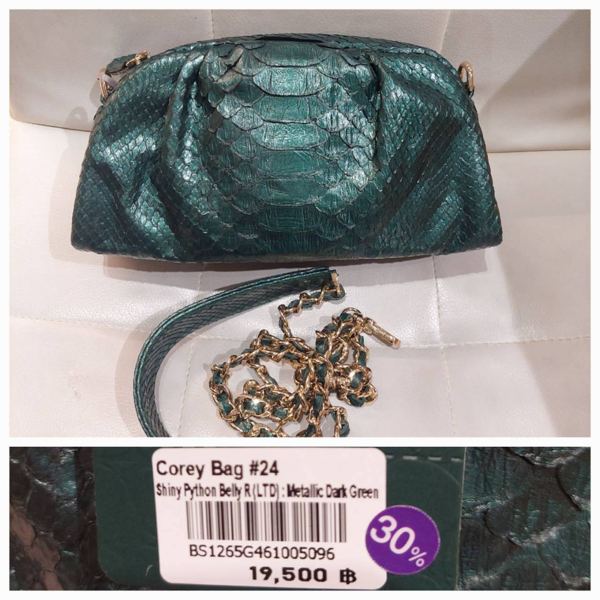 Corey Bag #24
Shiny Python Belly R (LTD) : Metallic Dark Green
BS1265G461005096
30%
19,500 ฿